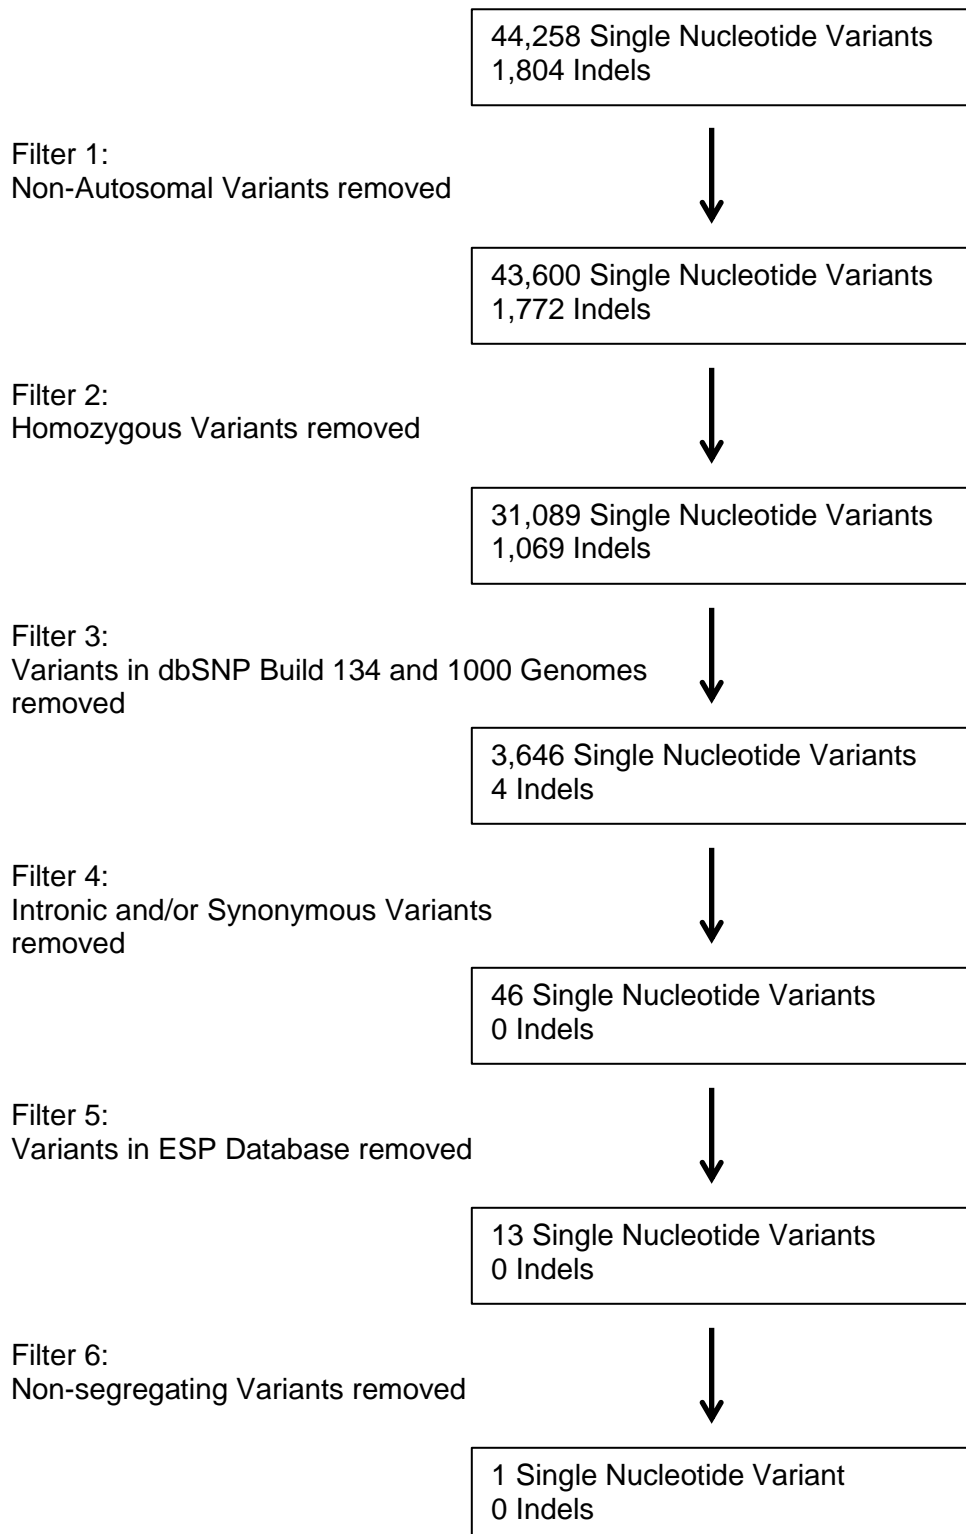 44,258 Single Nucleotide Variants
1,804 Indels
Filter 1:
Non-Autosomal Variants removed
43,600 Single Nucleotide Variants
1,772 Indels
Filter 2:
Homozygous Variants removed
31,089 Single Nucleotide Variants
1,069 Indels
Filter 3:
Variants in dbSNP Build 134 and 1000 Genomes
removed
3,646 Single Nucleotide Variants
4 Indels
Filter 4:
Intronic and/or Synonymous Variants
removed
46 Single Nucleotide Variants
0 Indels
Filter 5:
Variants in ESP Database removed
13 Single Nucleotide Variants
0 Indels
Filter 6:
Non-segregating Variants removed
1 Single Nucleotide Variant
0 Indels